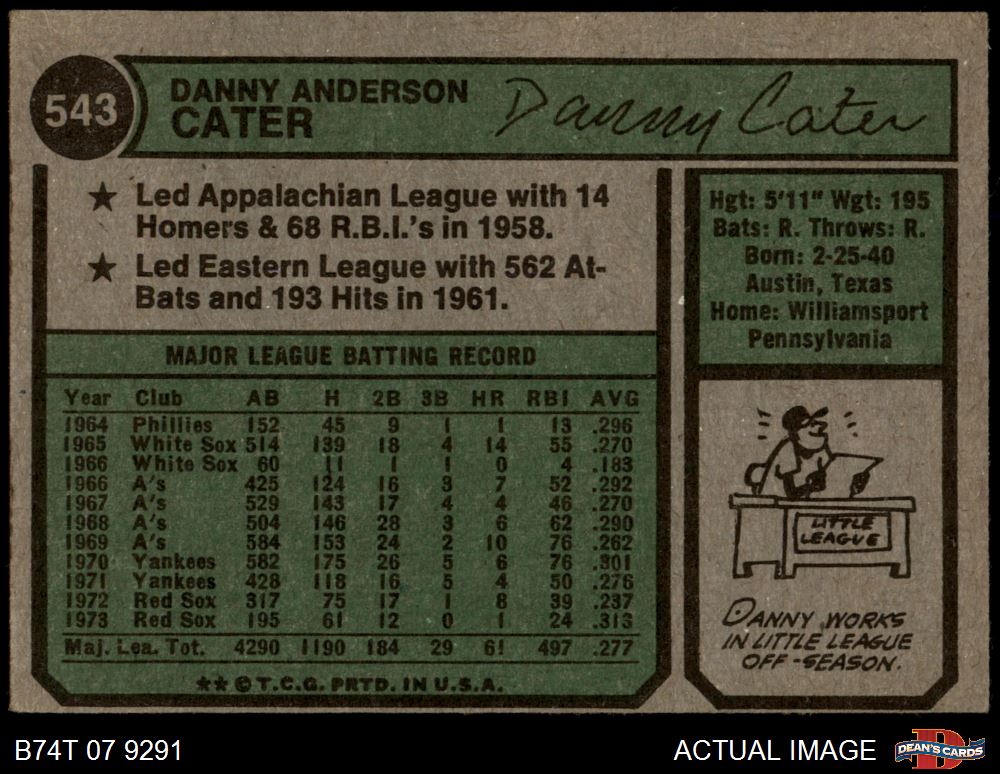 543
DANNY ANDERSON
CATER
Danny Cater
★ Led Appalachian League with 14
Homers & 68 R.B.I.'s in 1958.
★ Led Eastern League with 562 At-
Bats and 193 Hits in 1961.
Hgt: 5'11" Wgt: 195
Bats: R. Throws: R.
Born: 2-25-40
Austin, Texas
Home: Williamsport
Pennsylvania
MAJOR LEAGUE BATTING RECORD
Year Club AB H 2B 3B HR RBI AVG
1964 Phillies 152 45 9 1 1 13 .296
1965 White Sox 514 139 18 4 14 55 .270
1966 White Sox 60 11 1 1 0 4 .183
1966 A's 425 124 16 3 7 52 .292
1967 A's 529 143 17 4 4 46 .270
1968 A's 504 146 28 3 6 62 .290
1969 A's 584 153 24 2 10 76 .262
1970 Yankees 582 175 26 5 6 76 .301
1971 Yankees 428 118 16 5 4 50 .276
1972 Red Sox 317 75 17 1 8 39 .237
1973 Red Sox 195 61 12 0 1 24 .313
Maj. Lea. Tot. 4290 1190 184 29 61 497 .277
★★ © T.C.G. PRTD. IN U.S.A.
LITTLE
LEAGUE
DANNY WORKS
IN LITTLE LEAGUE
OFF-SEASON.
B74T 07 9291
ACTUAL IMAGE
DEAN'S CARDS